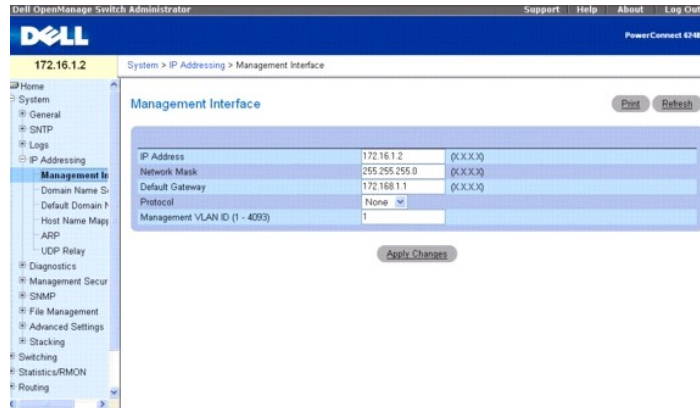 Dell OpenManage Switch Administrator Support Help About Log Out
DELL
PowerConnect 6248
172.16.1.2
System > IP Addressing > Management Interface
Home
System
General
SNTP
Logs
IP Addressing
Management In
Domain Name Se
Default Domain N
Host Name Mapp
ARP
UDP Relay
Diagnostics
Management Secur
SNMP
File Management
Advanced Settings
Stacking
Switching
Statistics/RMON
Routing
Management Interface
Print Refresh
IP Address 172.16.1.2 (X.X.X.X)
Network Mask 255.255.255.0 (X.X.X.X)
Default Gateway 172.168.1.1 (X.X.X.X)
Protocol None
Management VLAN ID (1 - 4093) 1
Apply Changes